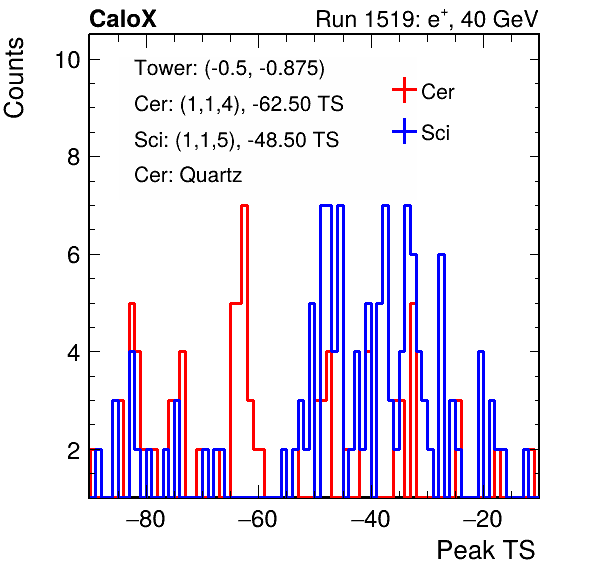 CaloX Run 1519: e+, 40 GeV
Counts
Tower: (-0.5, -0.875)
Cer: (1,1,4), -62.50 TS
Sci: (1,1,5), -48.50 TS
Cer: Quartz
Cer
Sci
10
8
6
4
2
−80 −60 −40 −20
Peak TS